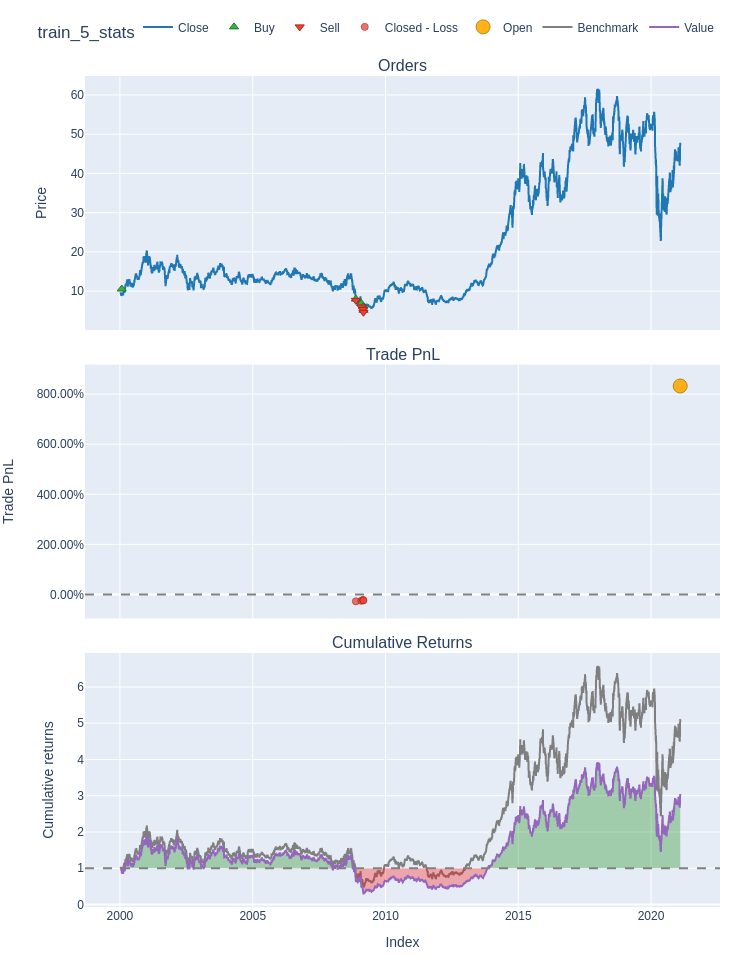 train_5_stats
Close Buy Sell Closed - Loss Open Benchmark Value
Orders
60
50
40
30
20
10
Price
Trade PnL
800.00%
600.00%
400.00%
200.00%
0.00%
Trade PnL
Cumulative Returns
6
5
4
3
2
1
0
Cumulative returns
2000 2005 2010 2015 2020
Index